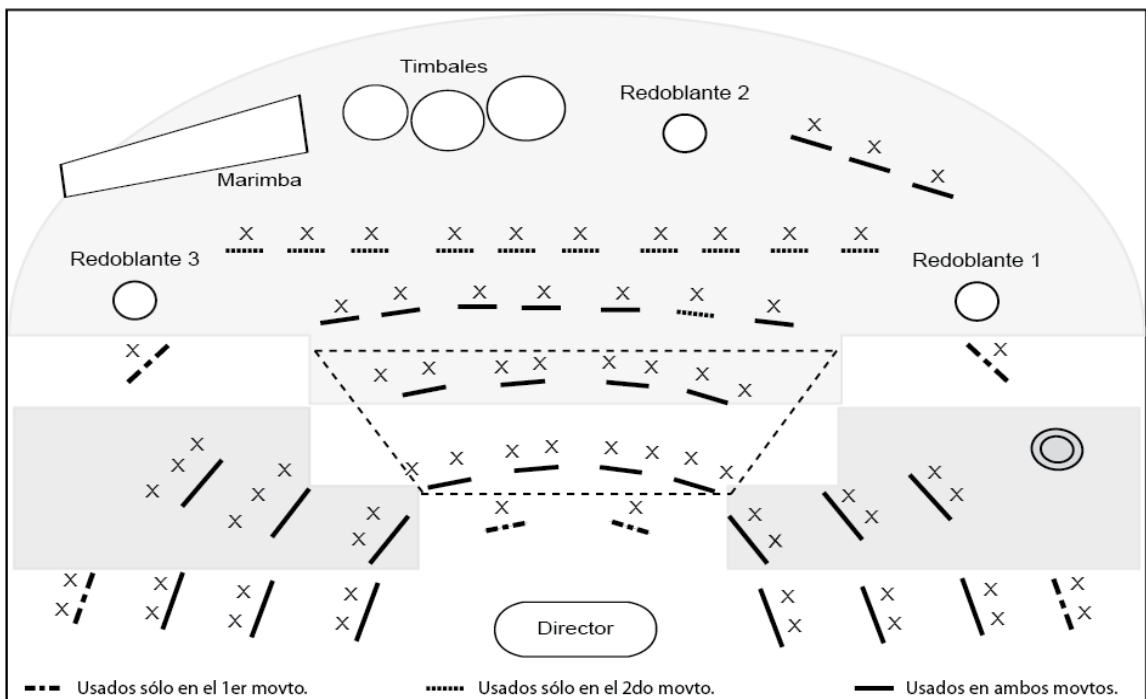 Timbales
Redoblante 2
Marimba
Redoblante 3
Redoblante 1
Director
Usados sólo en el 1er movto.
Usados sólo en el 2do movto.
Usados en ambos movtos.